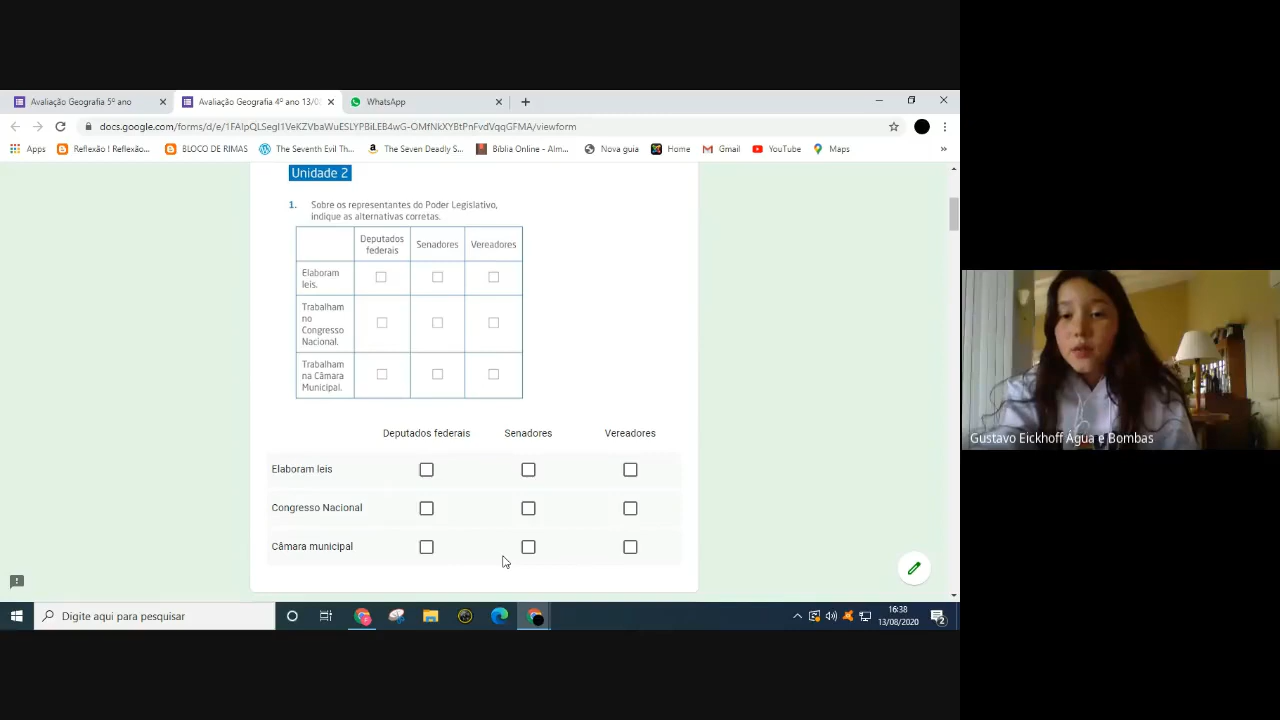 Avaliação Geografia 5º ano
Avaliação Geografia 4º ano 13/0
WhatsApp
docs.google.com/forms/d/e/
/viewform
Apps
Reflexão ! Reflexão...
BLOCO DE RIMAS
The Seventh Evil Th...
The Seven Deadly S...
Bíblia Online - Alm...
Nova guia
Home
Gmail
YouTube
Maps
»
Unidade 2
1. Sobre os representantes do Poder Legislativo,
indique as alternativas corretas.
Deputados
federais
Senadores
Vereadores
Elaboram
leis.
Trabalham
no
Congresso
Nacional.
Trabalham
na Câmara
Municipal.
Deputados federais Senadores Vereadores
Elaboram leis
Congresso Nacional
Câmara municipal
Gustavo Eickhoff Água e Bombas
Digite aqui para pesquisar
16:38
13/08/2020
2